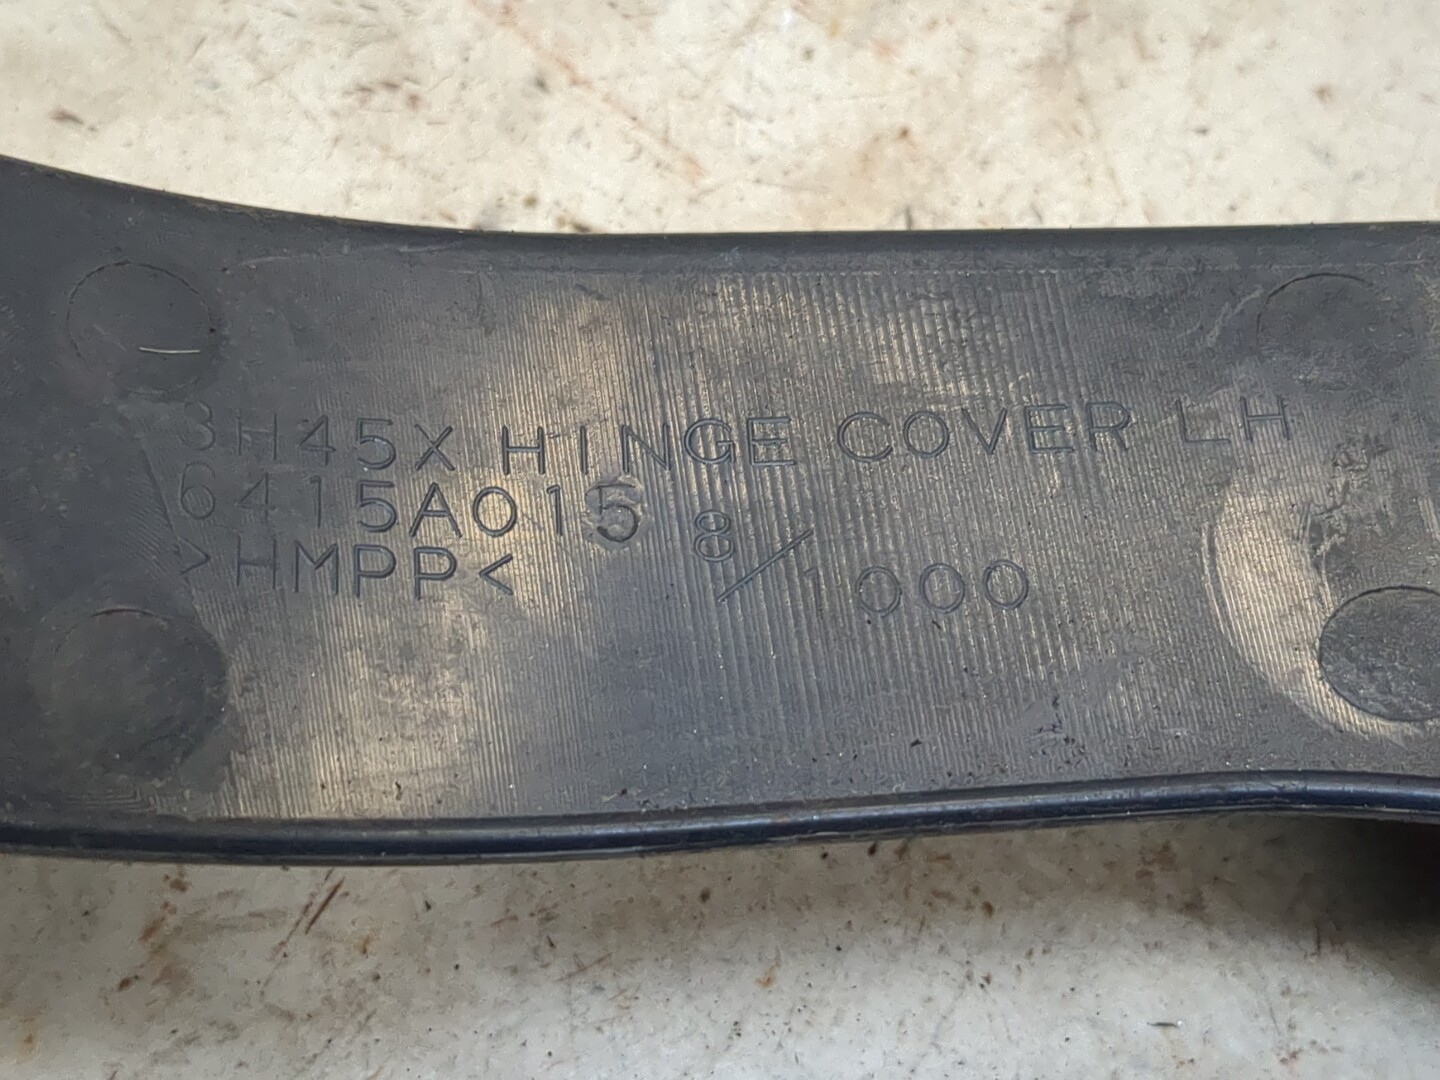 3H45X HINGE COVER LH
6415A015 8/1000
>HMPP<